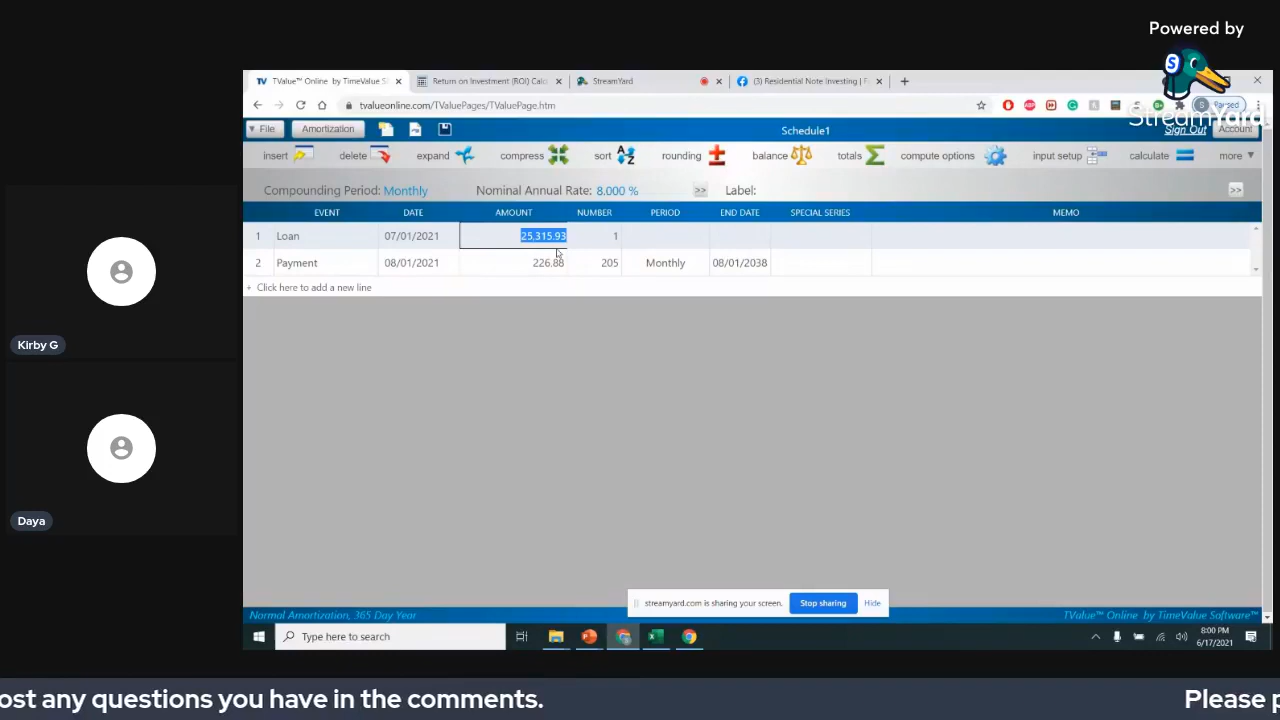 Powered by
StreamYard
TV TValue™ Online by TimeValue S
Return on Investment (ROI) Calc
StreamYard
(3) Residential Note Investing | F
tvalueonline.com/TValuePages/TValuePage.htm
Paused
File
Amortization
Schedule1
Sign Out
Account
insert
delete
expand
compress
sort
rounding
balance
totals
compute options
input setup
calculate
more
Compounding Period: Monthly
Nominal Annual Rate: 8.000 %
>>
Label:
>>
EVENT DATE AMOUNT NUMBER PERIOD END DATE SPECIAL SERIES MEMO
1 Loan 07/01/2021 25,315.93 1
2 Payment 08/01/2021 226.88 205 Monthly 08/01/2038
+ Click here to add a new line
Kirby G
Daya
streamyard.com is sharing your screen.
Stop sharing
Hide
Normal Amortization, 365 Day Year
TValue™ Online by TimeValue Software™
Type here to search
8:00 PM
6/17/2021
ost any questions you have in the comments.
Please p